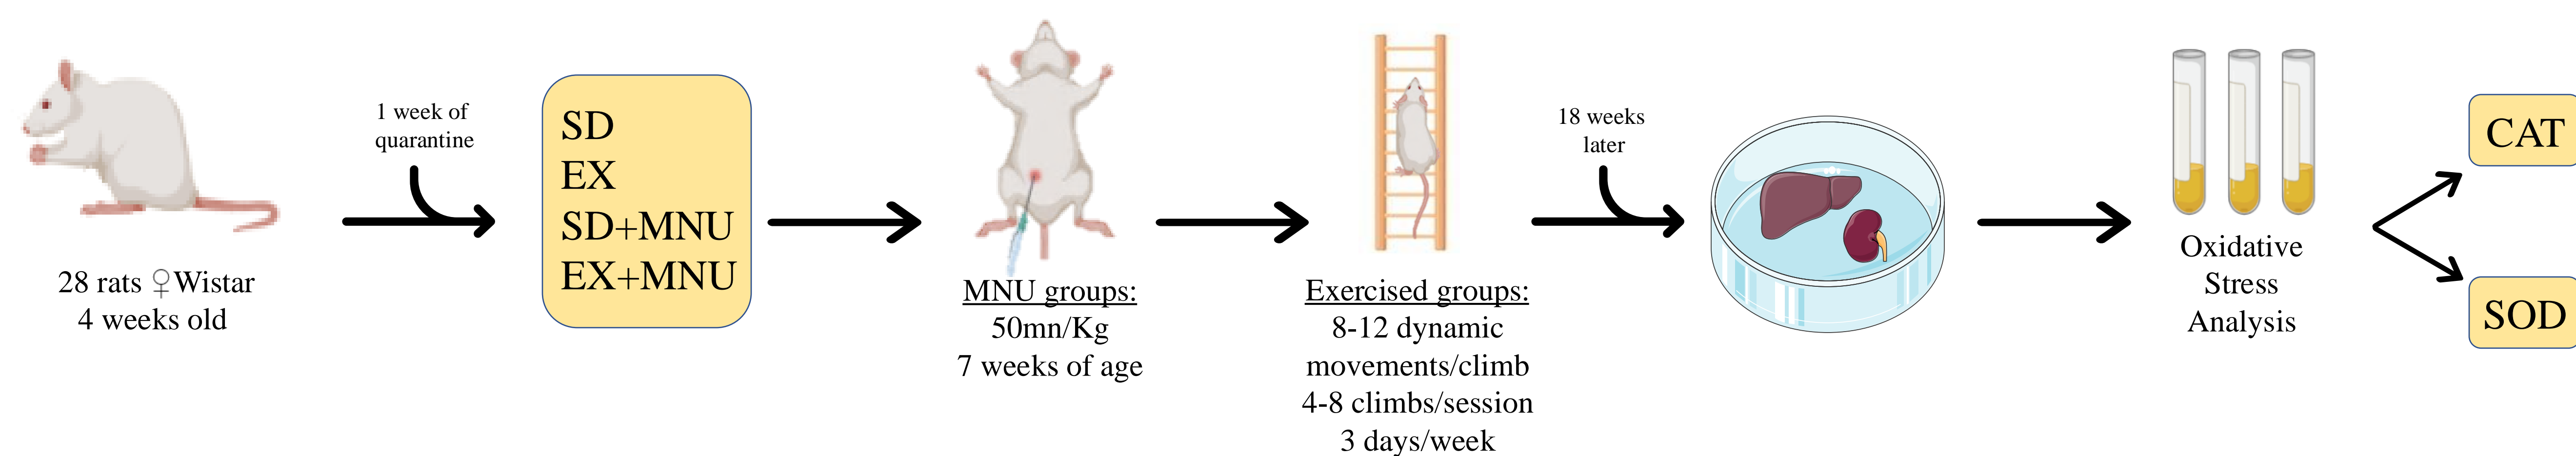 28 rats ♀Wistar
4 weeks old
1 week of
quarantine
SD
EX
SD+MNU
EX+MNU
MNU groups:
50mn/Kg
7 weeks of age
Exercised groups:
8-12 dynamic
movements/climb
4-8 climbs/session
3 days/week
18 weeks
later
Oxidative
Stress
Analysis
CAT
SOD